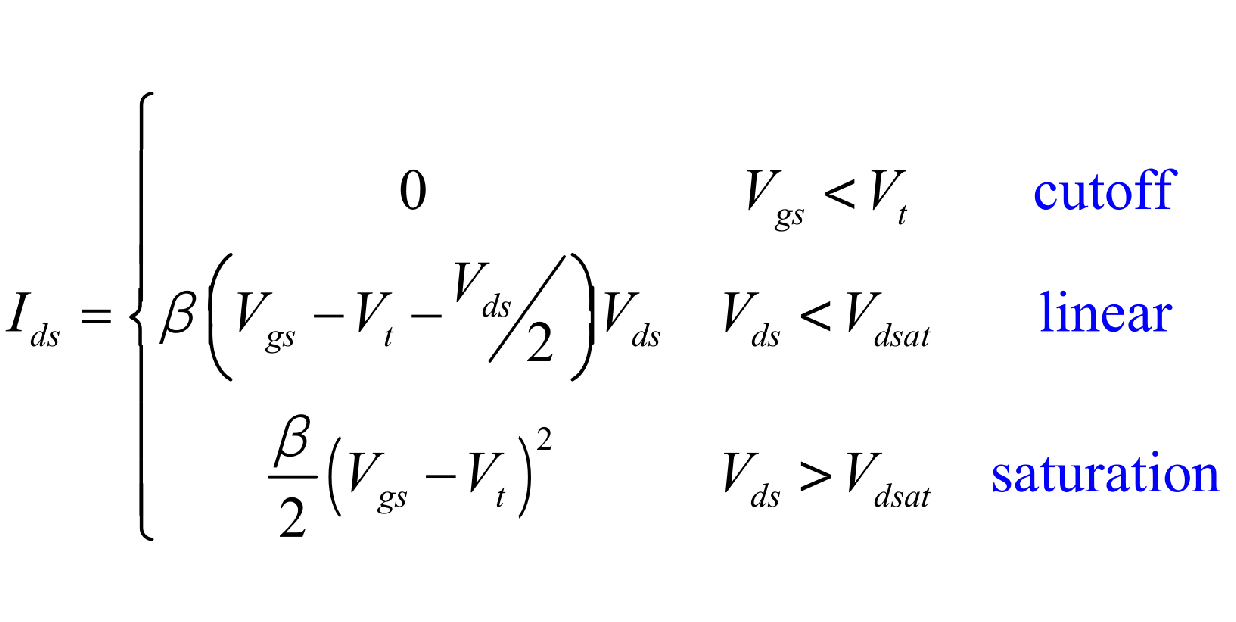 0 V_gs < V_t cutoff
I_ds = { β(V_gs − V_t − V_ds/2)V_ds V_ds < V_dsat linear
β/2 (V_gs − V_t)^2 V_ds > V_dsat saturation